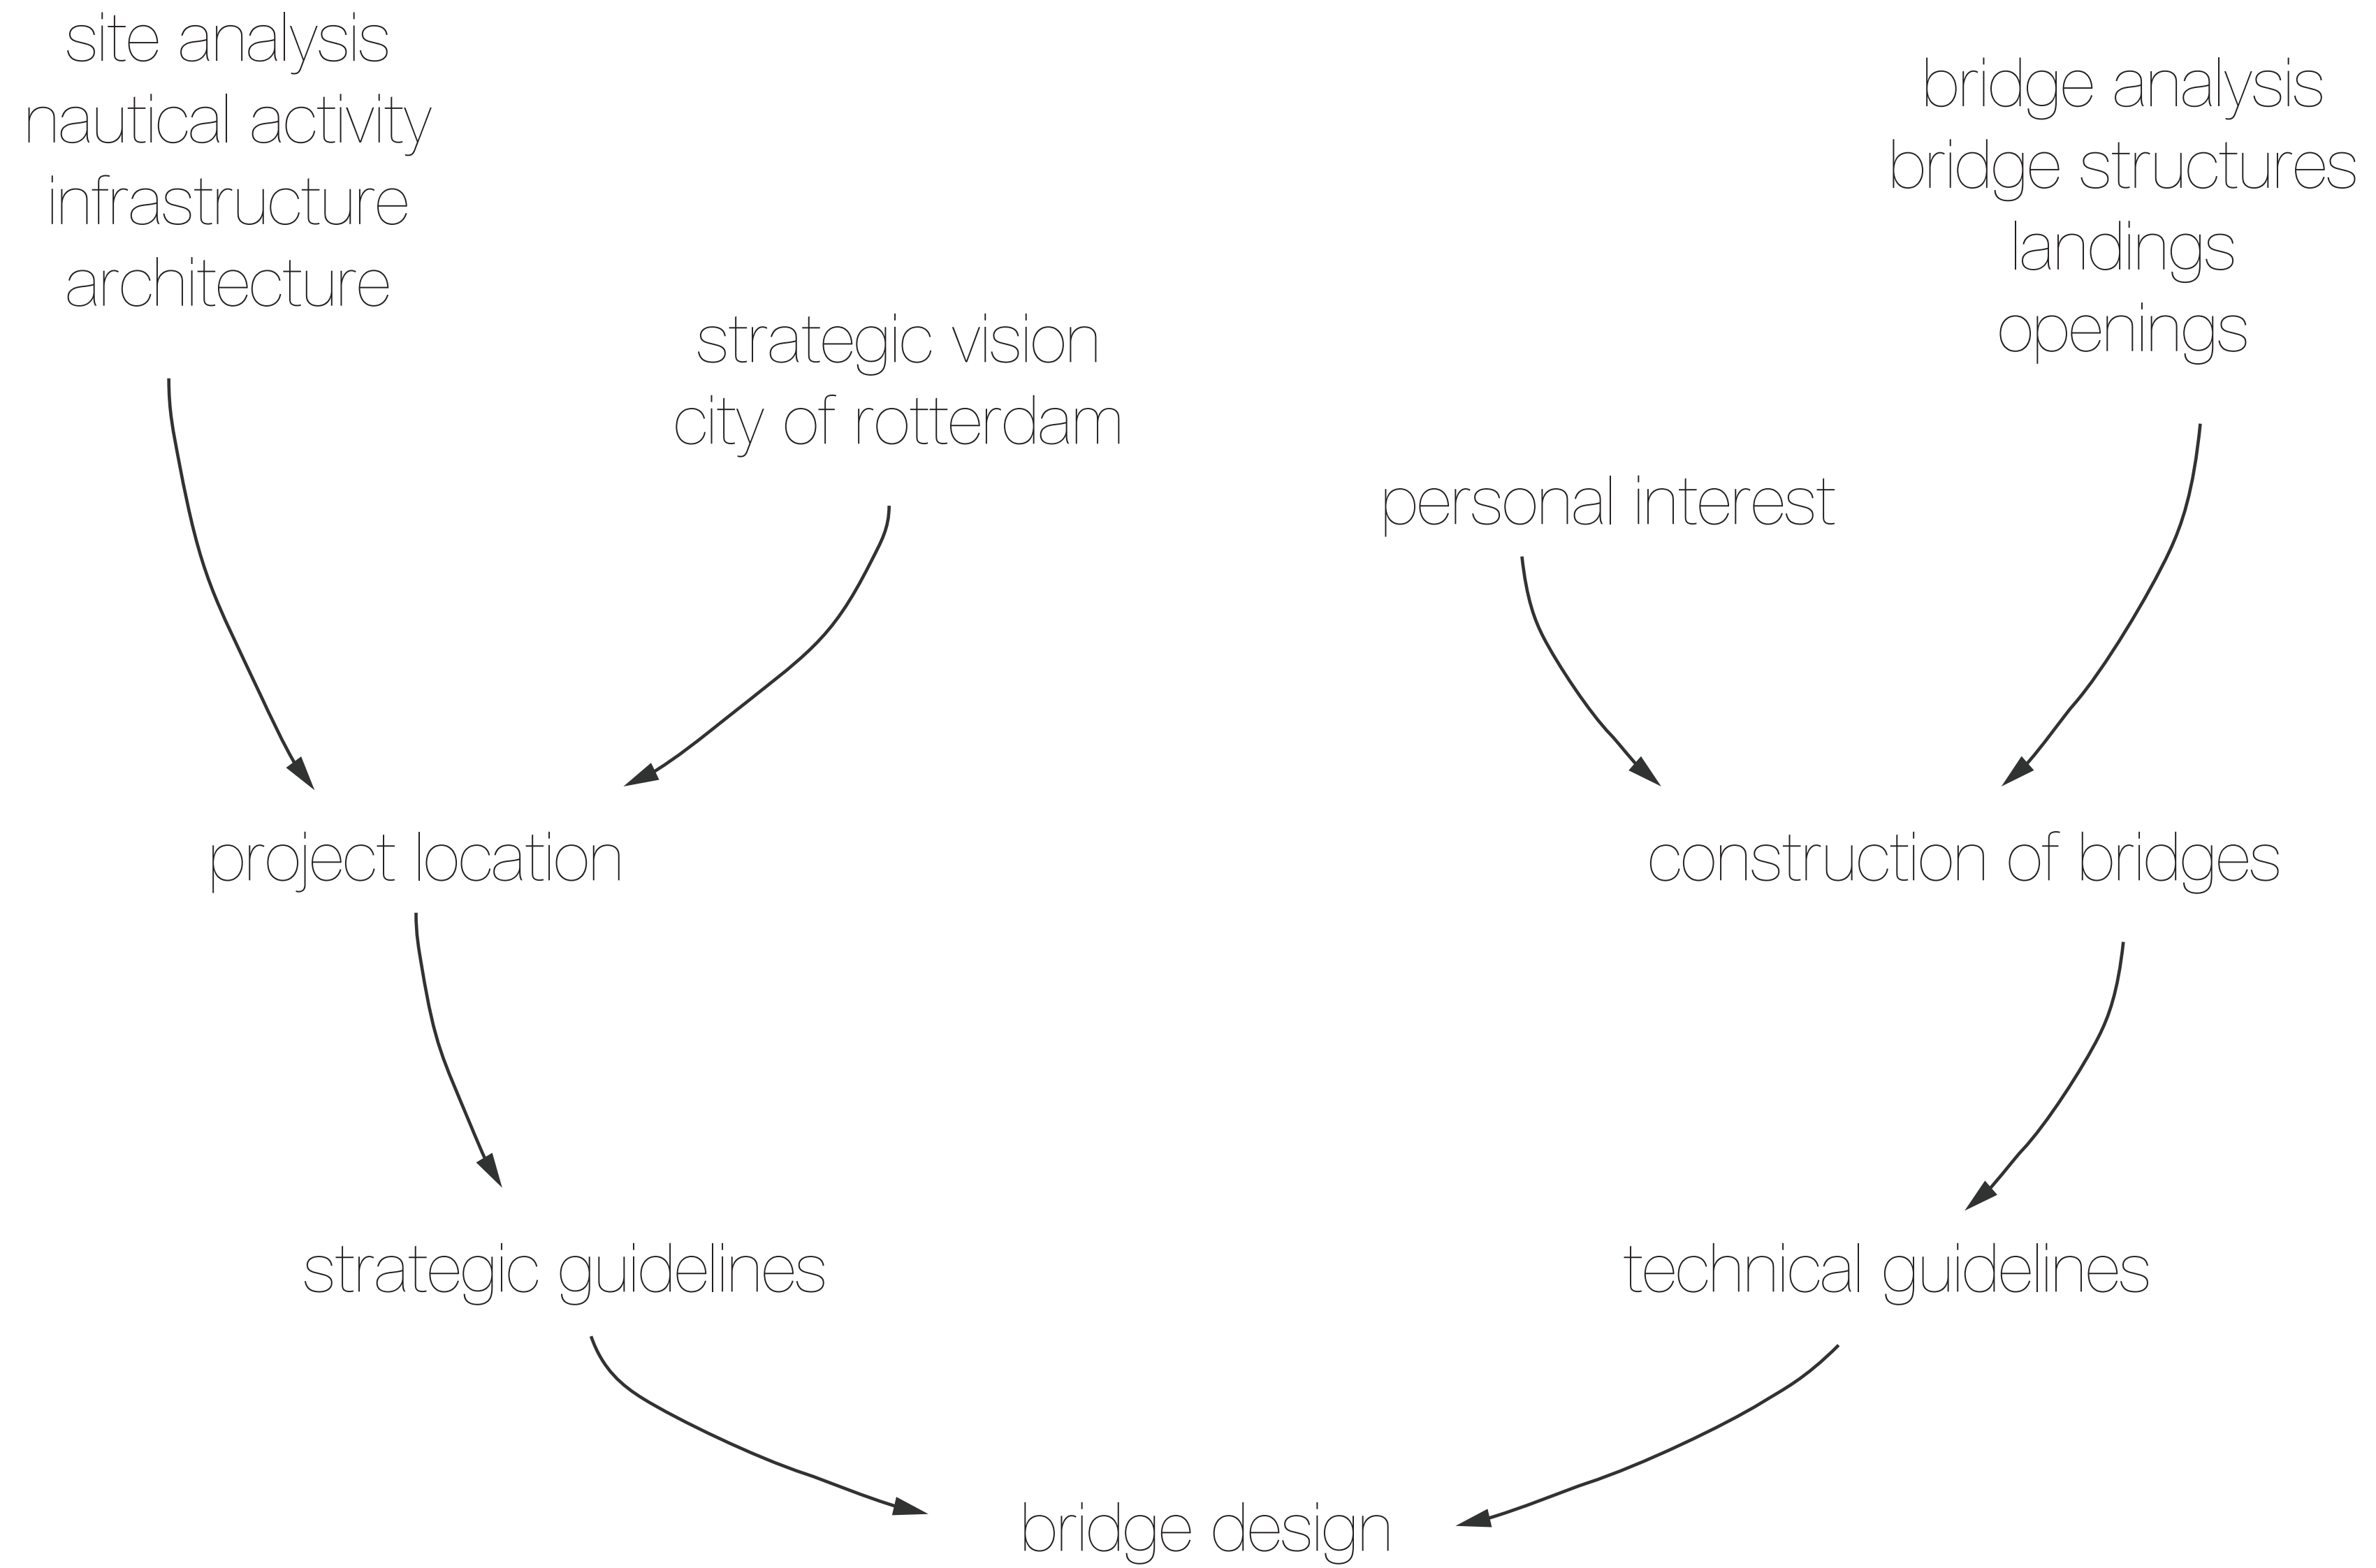 site analysis
nautical activity
infrastructure
architecture
strategic vision
city of rotterdam
bridge analysis
bridge structures
landings
openings
personal interest
project location
construction of bridges
strategic guidelines
technical guidelines
bridge design